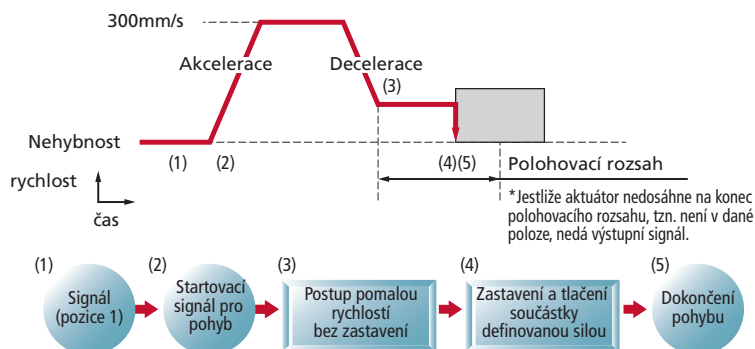 300mm/s
Akcelerace
Decelerace
(3)
Nehybnost
(1)
(2)
(4)(5)
Polohovací rozsah
rychlost
čas
*Jestliže aktuátor nedosáhne na konec
polohovacího rozsahu, tzn. není v dané
poloze, nedá výstupní signál.
(1)
Signál
(pozice 1)
(2)
Startovací
signál pro
pohyb
(3)
Postup pomalou
rychlostí
bez zastavení
(4)
Zastavení a tlačení
součástky
definovanou silou
(5)
Dokončení
pohybu